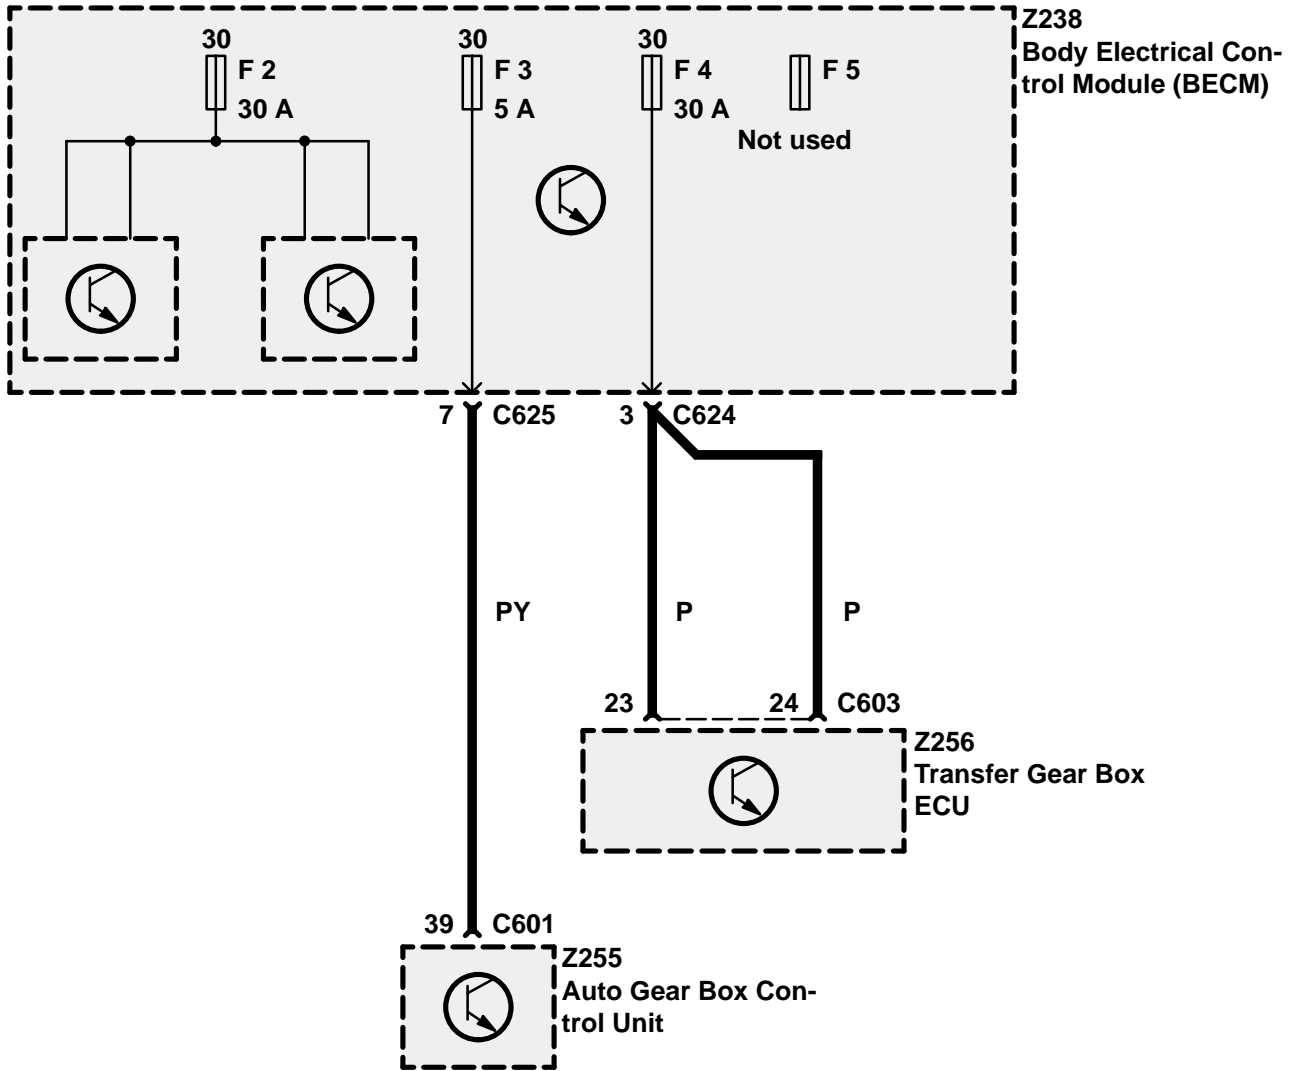 Z238
Body Electrical Con-
trol Module (BECM)
30
F 2
30 A
30
F 3
5 A
30
F 4
30 A
F 5
Not used
7 C625
3 C624
PY
P
P
23
24 C603
Z256
Transfer Gear Box
ECU
39 C601
Z255
Auto Gear Box Con-
trol Unit